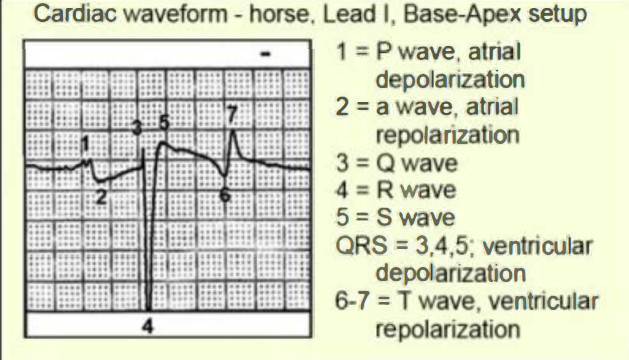 Cardiac waveform - horse, Lead I, Base-Apex setup
-
1
2
3
5
7
6
4
1 = P wave, atrial
depolarization
2 = a wave, atrial
repolarization
3 = Q wave
4 = R wave
5 = S wave
QRS = 3,4,5; ventricular
depolarization
6-7 = T wave, ventricular
repolarization